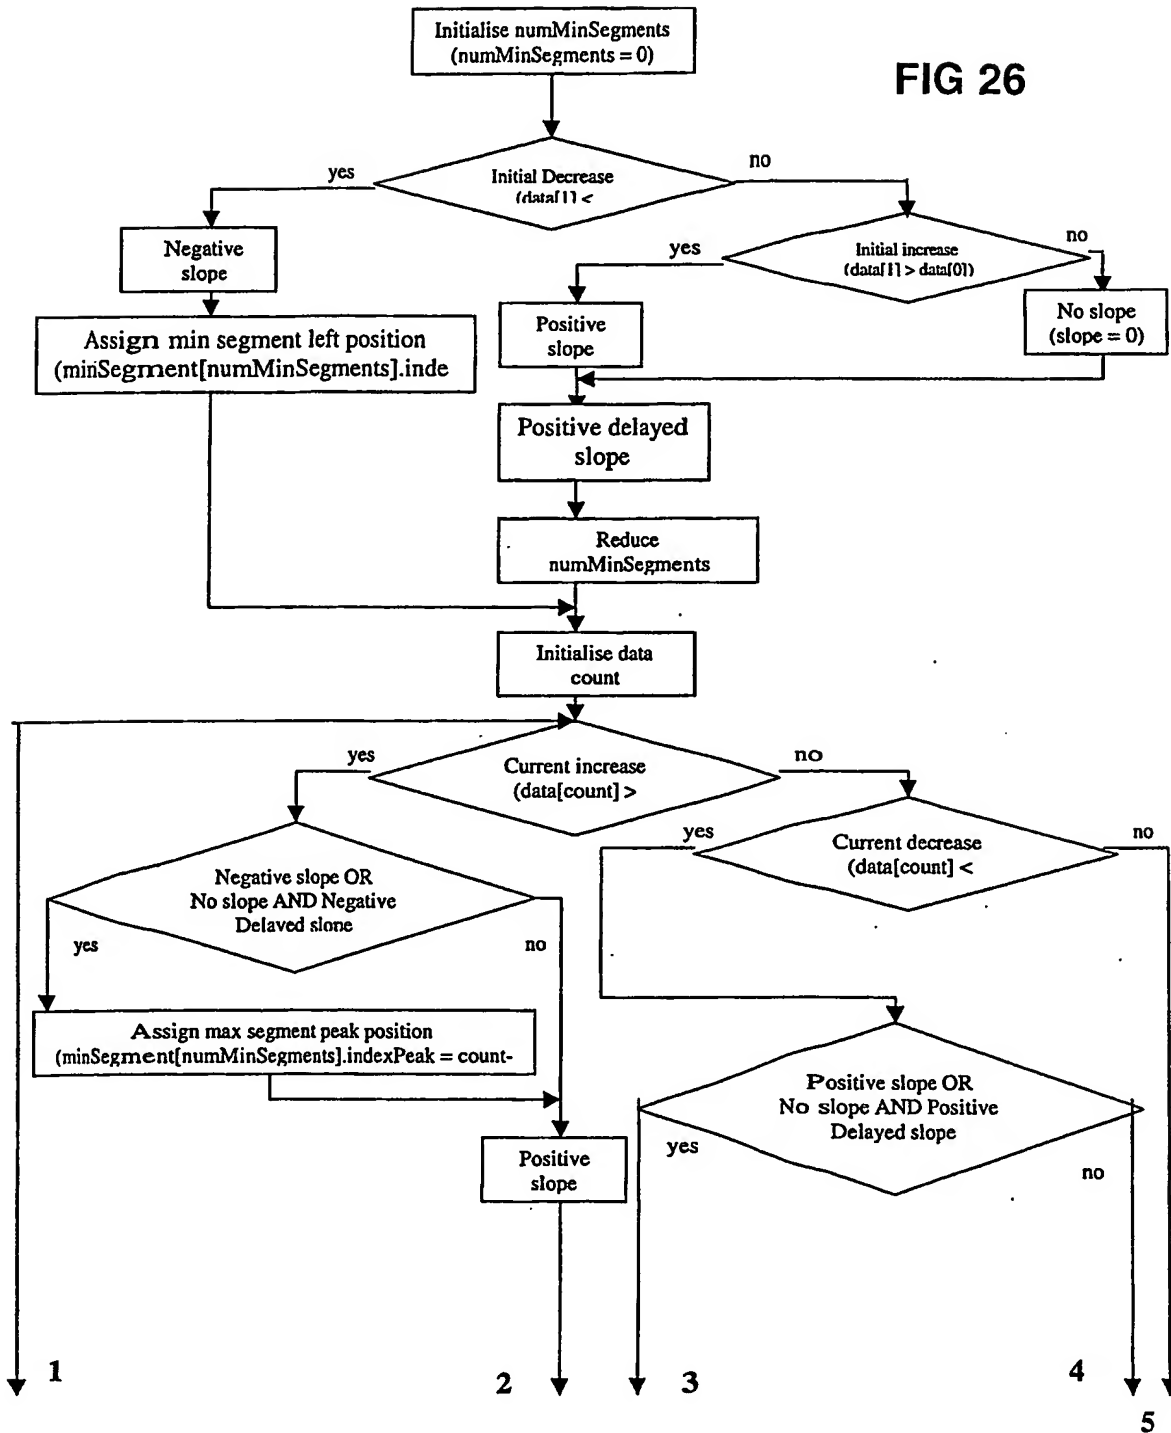 Initialise numMinSegments
(numMinSegments = 0)
FIG 26
yes
Initial Decrease
(data[1] <
no
Negative
slope
yes
Initial increase
(data[1] > data[0])
no
Assign min segment left position
(minSegment[numMinSegments].inde
Positive
slope
No slope
(slope = 0)
Positive delayed
slope
Reduce
numMinSegments
Initialise data
count
yes
Current increase
(data[count] >
no
yes
Current decrease
(data[count] <
no
Negative slope OR
No slope AND Negative
Delayed slope
yes
no
Assign max segment peak position
(minSegment[numMinSegments].indexPeak = count-
Positive slope OR
No slope AND Positive
Delayed slope
yes
no
Positive
slope
1
2
3
4
5